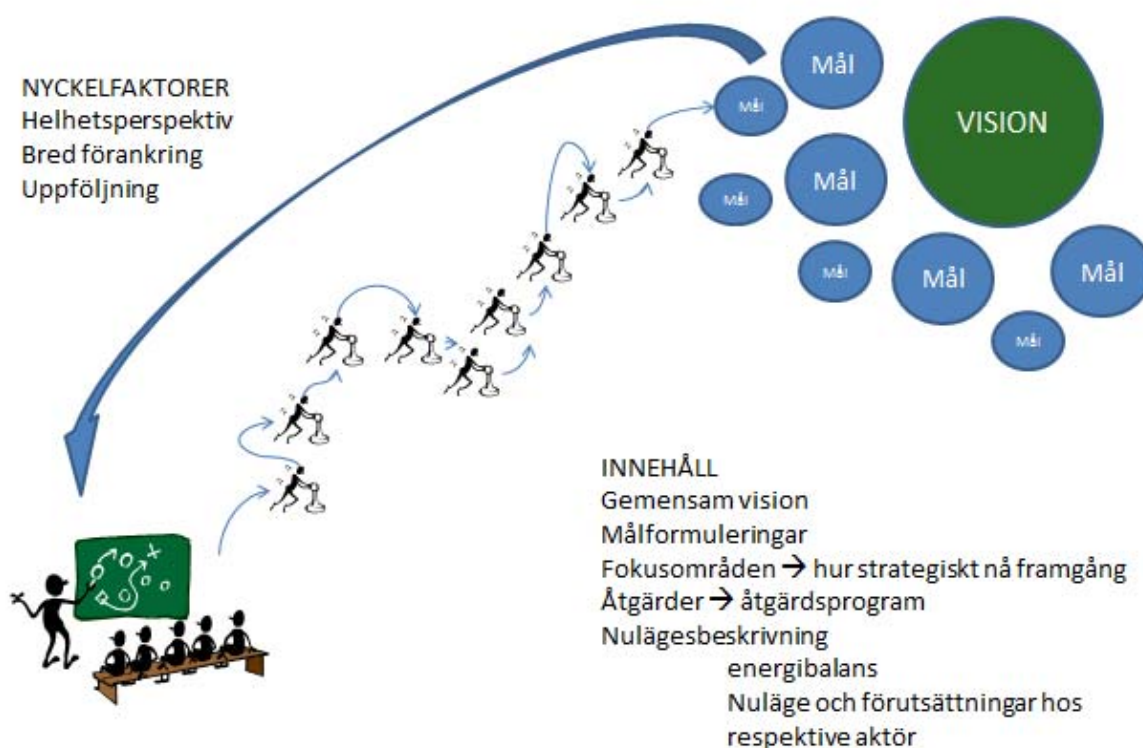 NYCKELFAKTORER
Helhetsperspektiv
Bred förankring
Uppföljning
Mål
Mål
VISION
Mål
Mål
Mål
Mål
Mål
Mål
INNEHÅLL
Gemensam vision
Målformuleringar
Fokusområden → hur strategiskt nå framgång
Åtgärder → åtgärdsprogram
Nulägesbeskrivning
energibalans
Nuläge och förutsättningar hos
respektive aktör
Mål